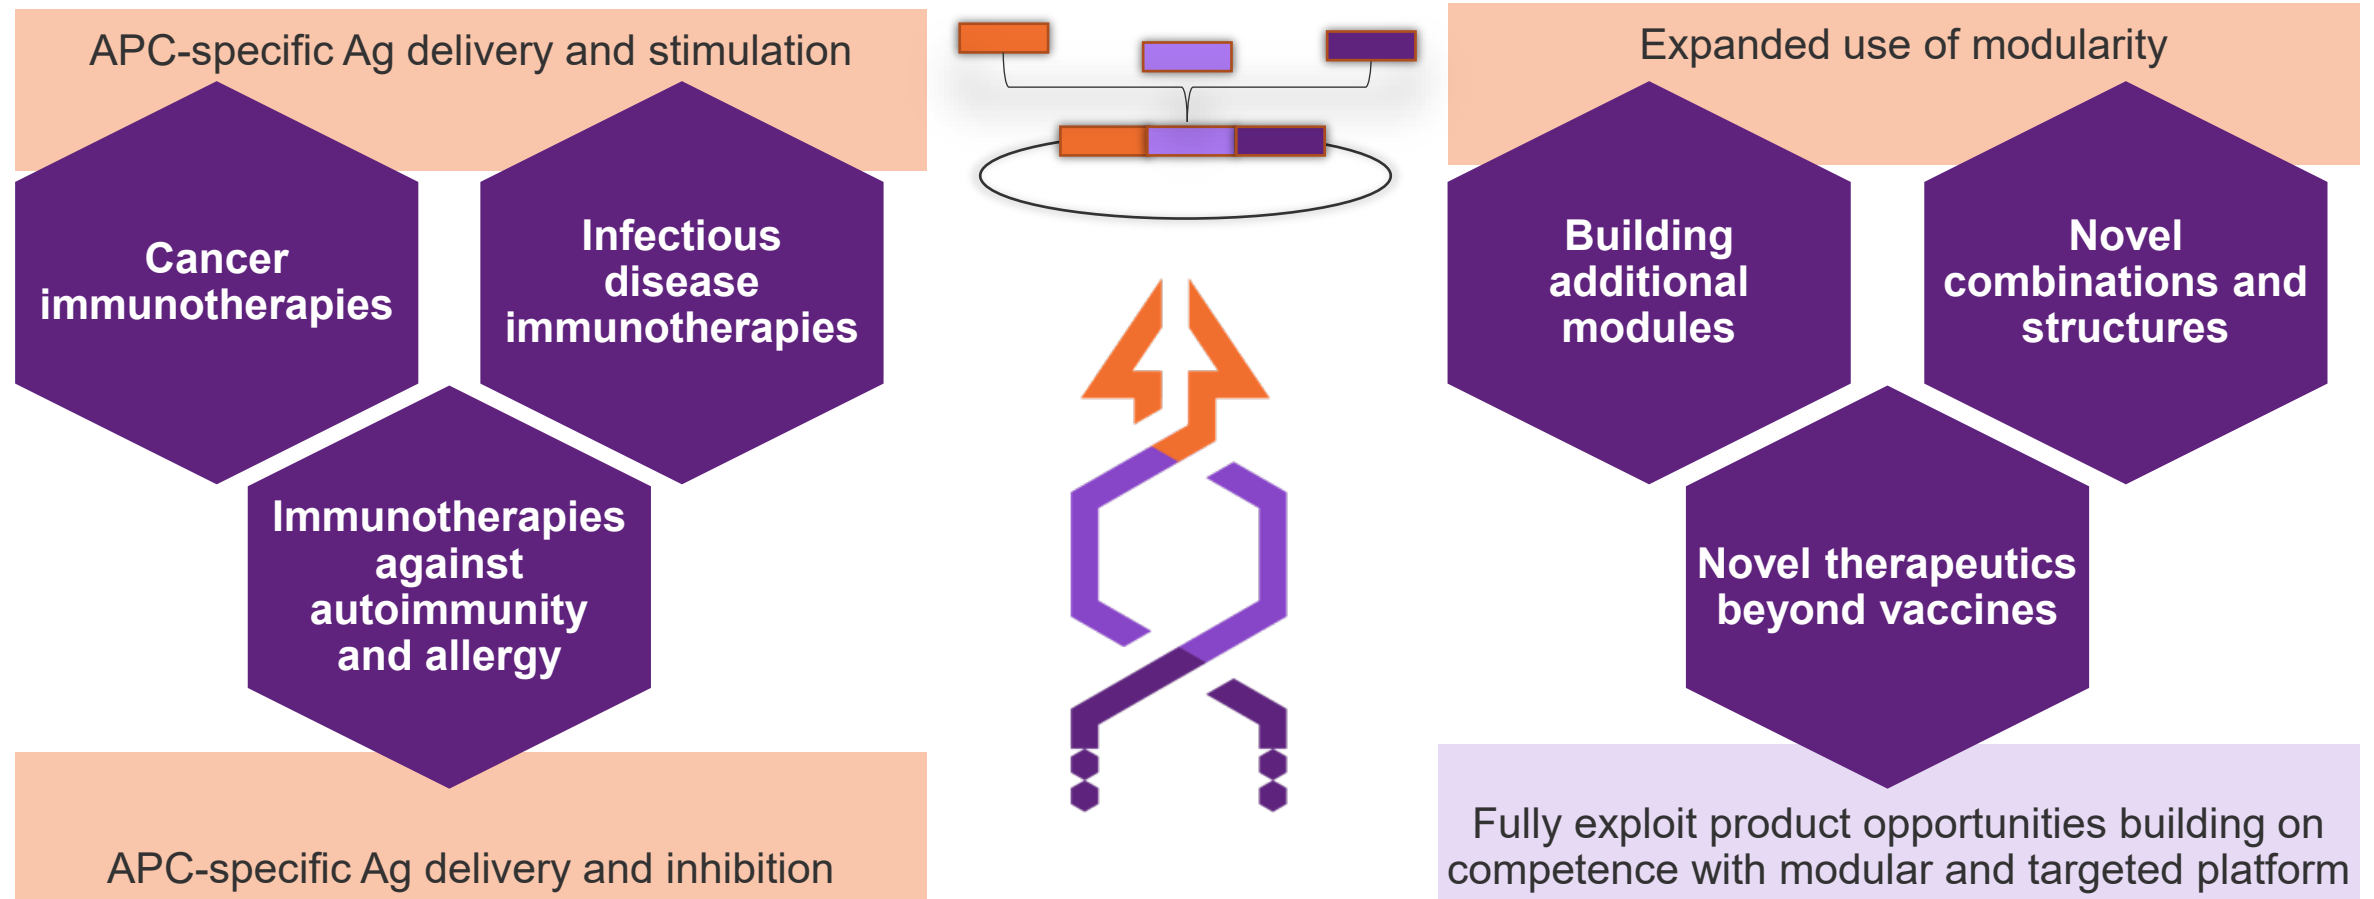 APC-specific Ag delivery and stimulation
Cancer
immunotherapies
Infectious
disease
immunotherapies
Immunotherapies
against
autoimmunity
and allergy
APC-specific Ag delivery and inhibition
Expanded use of modularity
Building
additional
modules
Novel
combinations and
structures
Novel therapeutics
beyond vaccines
Fully exploit product opportunities building on
competence with modular and targeted platform